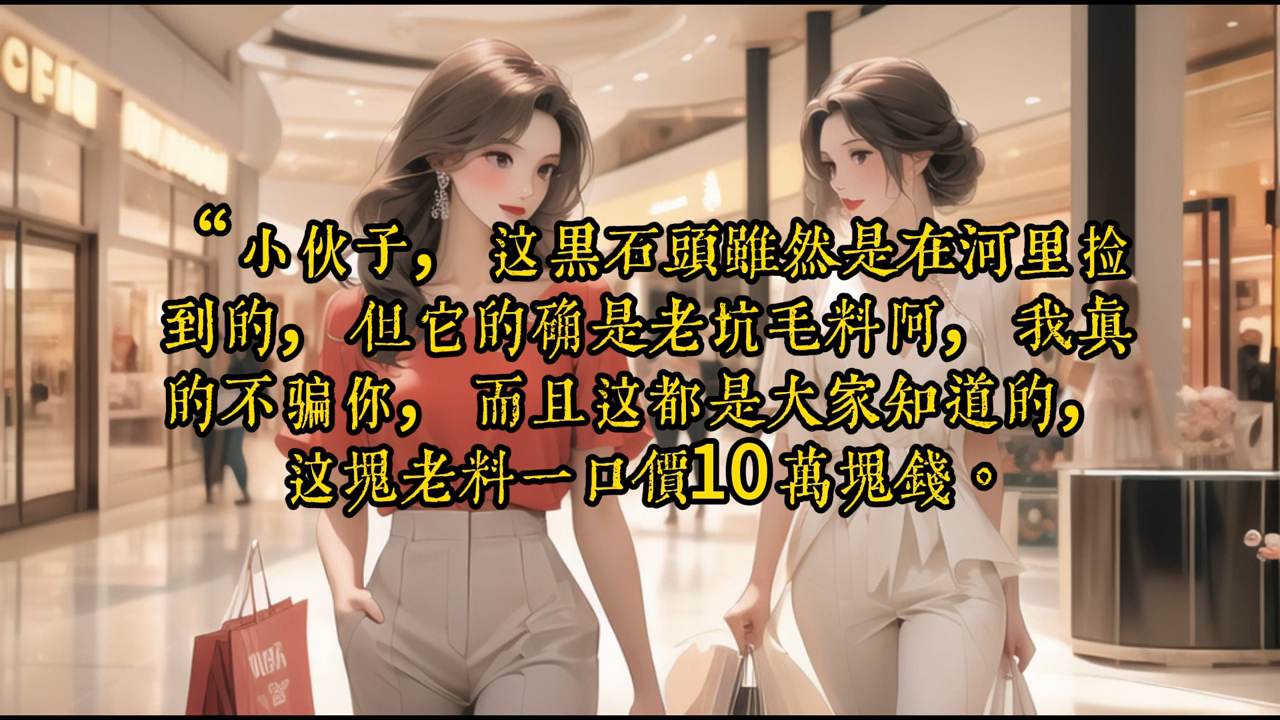 “小伙子， 这黑石頭雖然是在河里捡
到的， 但它的确是老坑毛料阿， 我真
的不骗你， 而且这都是大家知道的，
这塊老料一口價10萬塊錢。